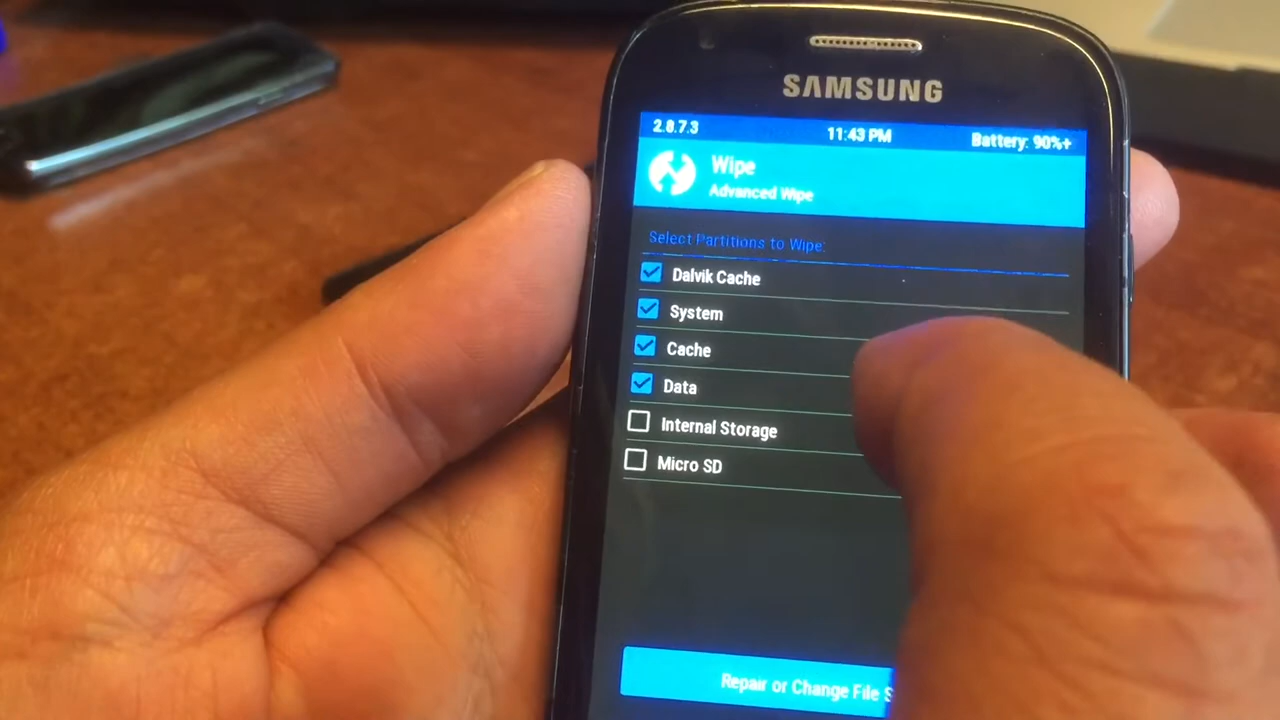 SAMSUNG
2.8.7.3 11:43 PM Battery: 90%+
Wipe
Advanced Wipe
Select Partitions to Wipe:
Dalvik Cache
System
Cache
Data
Internal Storage
Micro SD
Repair or Change File S